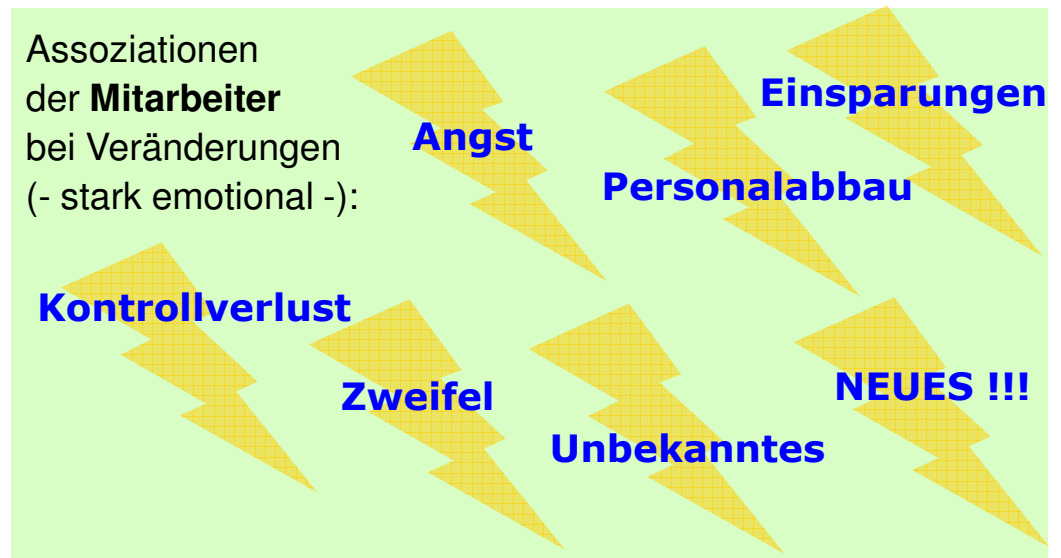 Assoziationen
der Mitarbeiter
bei Veränderungen
(- stark emotional -):
Angst
Personalabbau
Einsparungen
Kontrollverlust
Zweifel
Unbekanntes
NEUES !!!